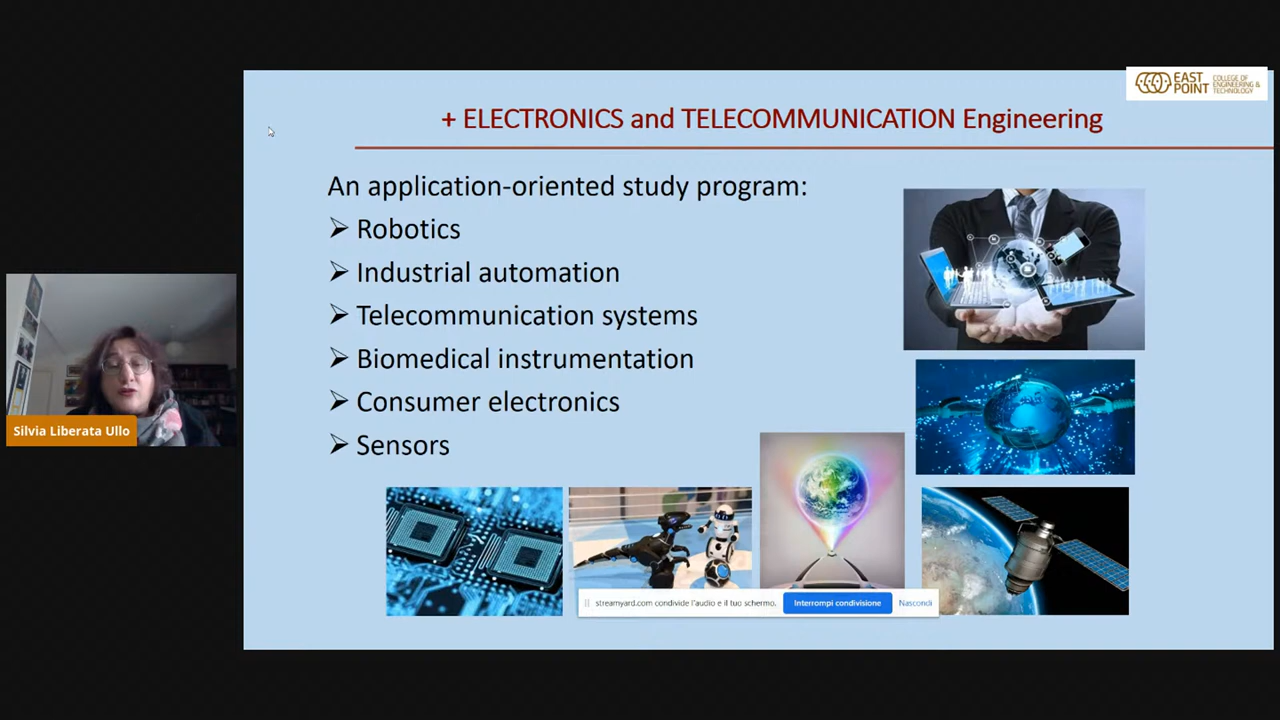 EAST
POINT
COLLEGE OF
ENGINEERING &
TECHNOLOGY
+ ELECTRONICS and TELECOMMUNICATION Engineering
An application-oriented study program:
➢ Robotics
➢ Industrial automation
➢ Telecommunication systems
➢ Biomedical instrumentation
➢ Consumer electronics
➢ Sensors
Silvia Liberata Ullo
streamyard.com condivide l'audio e il tuo schermo.
Interrompi condivisione
Nascondi